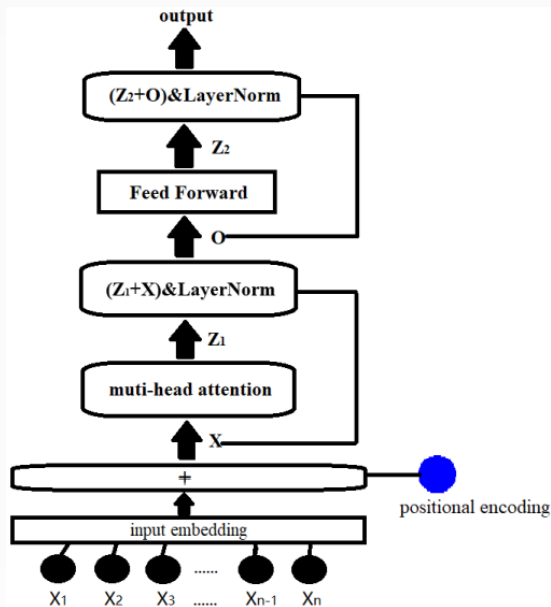 output
(Z₂+O)&LayerNorm
Z₂
Feed Forward
O
(Z₁+X)&LayerNorm
Z₁
muti-head attention
X
+
positional encoding
input embedding
......
X₁ X₂ X₃ ...... Xₙ₋₁ Xₙ